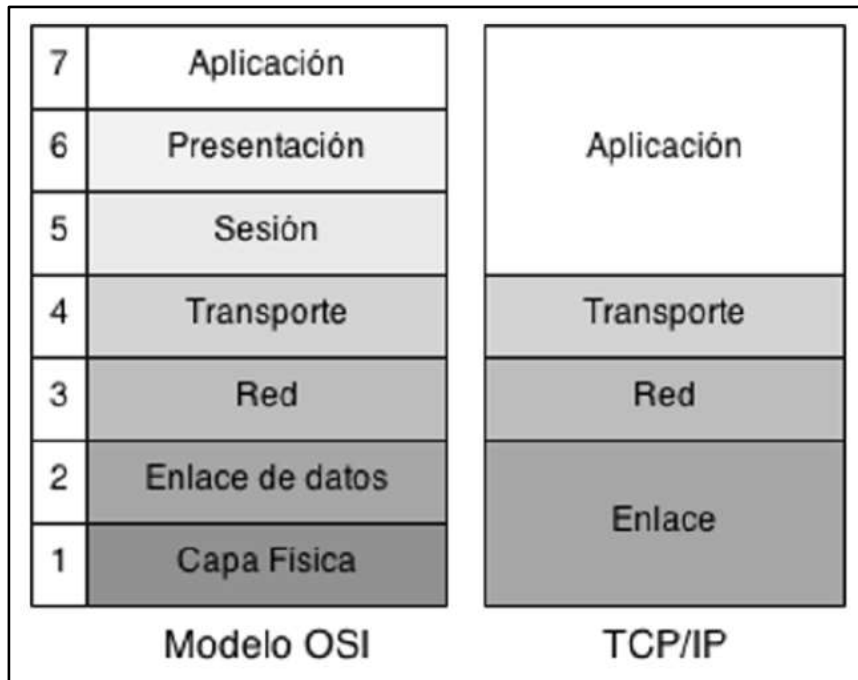 7 Aplicación
6 Presentación
5 Sesión
4 Transporte
3 Red
2 Enlace de datos
1 Capa Física
Modelo OSI
Aplicación
Transporte
Red
Enlace
TCP/IP